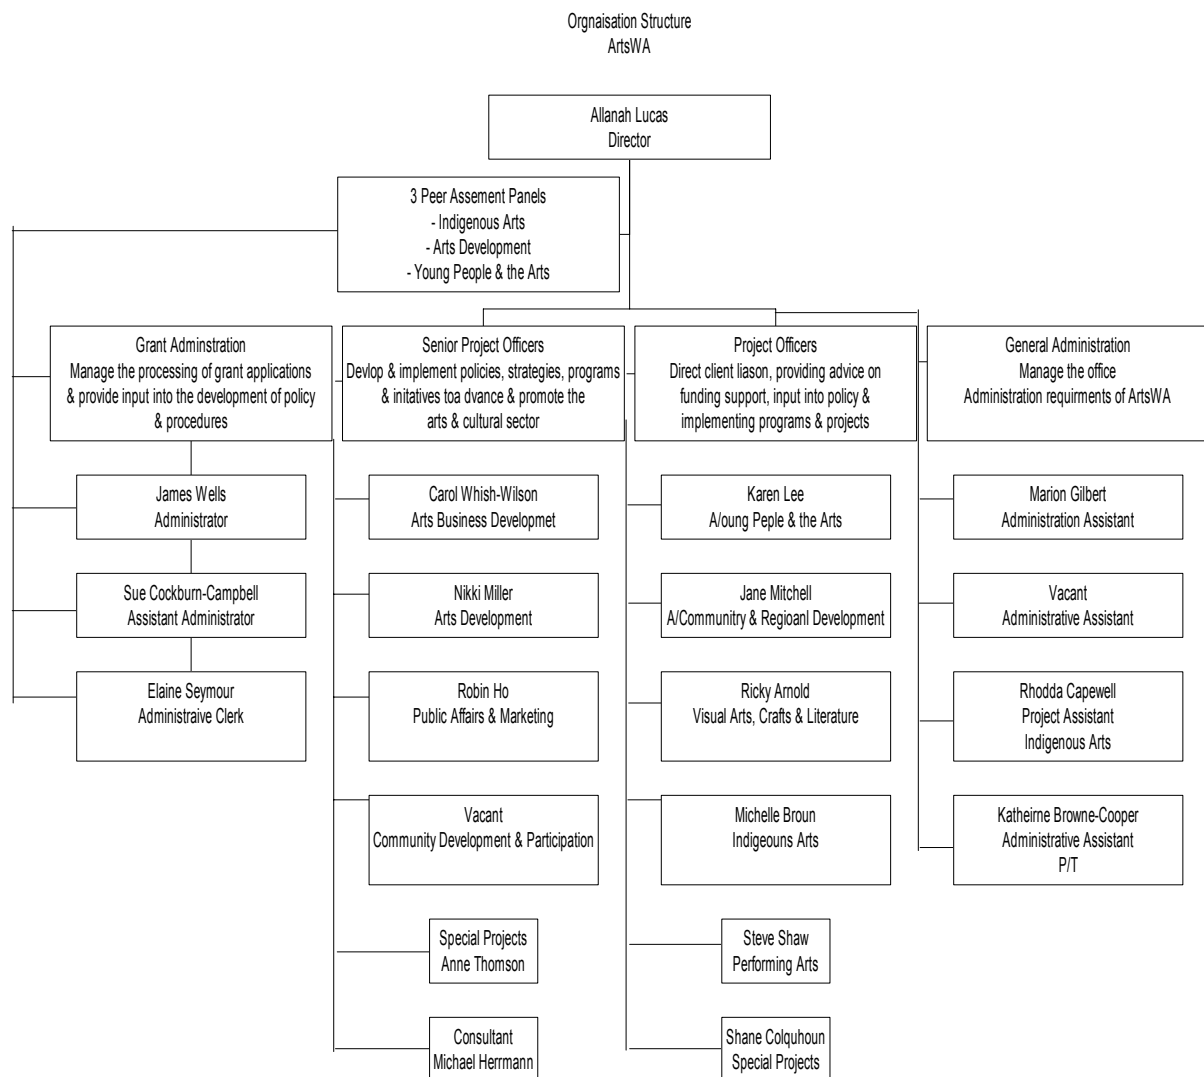 Orgnaisation Structure
ArtsWA
Allanah Lucas
Director
3 Peer Assement Panels
- Indigenous Arts
- Arts Development
- Young People & the Arts
Grant Adminstration
Manage the processing of grant applications
& provide input into the development of policy
& procedures
Senior Project Officers
Devlop & implement policies, strategies, programs
& initatives toa dvance & promote the
arts & cultural sector
Project Officers
Direct client liason, providing advice on
funding support, input into policy &
implementing programs & projects
General Administration
Manage the office
Administration requirments of ArtsWA
James Wells
Administrator
Sue Cockburn-Campbell
Assistant Administrator
Elaine Seymour
Administraive Clerk
Carol Whish-Wilson
Arts Business Developmet
Nikki Miller
Arts Development
Robin Ho
Public Affairs & Marketing
Vacant
Community Development & Participation
Special Projects
Anne Thomson
Consultant
Michael Herrmann
Karen Lee
A/oung Peple & the Arts
Jane Mitchell
A/Communitry & Regioanl Development
Ricky Arnold
Visual Arts, Crafts & Literature
Michelle Broun
Indigeouns Arts
Steve Shaw
Performing Arts
Shane Colquhoun
Special Projects
Marion Gilbert
Administration Assistant
Vacant
Administrative Assistant
Rhodda Capewell
Project Assistant
Indigenous Arts
Katheirne Browne-Cooper
Administrative Assistant
P/T